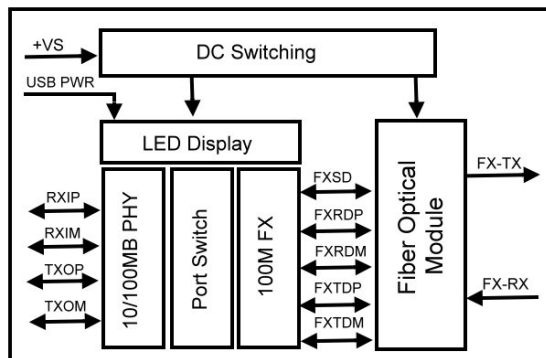 +VS
DC Switching
USB PWR
LED Display
RXIP
RXIM
TXOP
TXOM
10/100MB PHY
Port Switch
100M FX
FXSD
FXRDP
FXRDM
FXTDP
FXTDM
Fiber Optical
Module
FX-TX
FX-RX